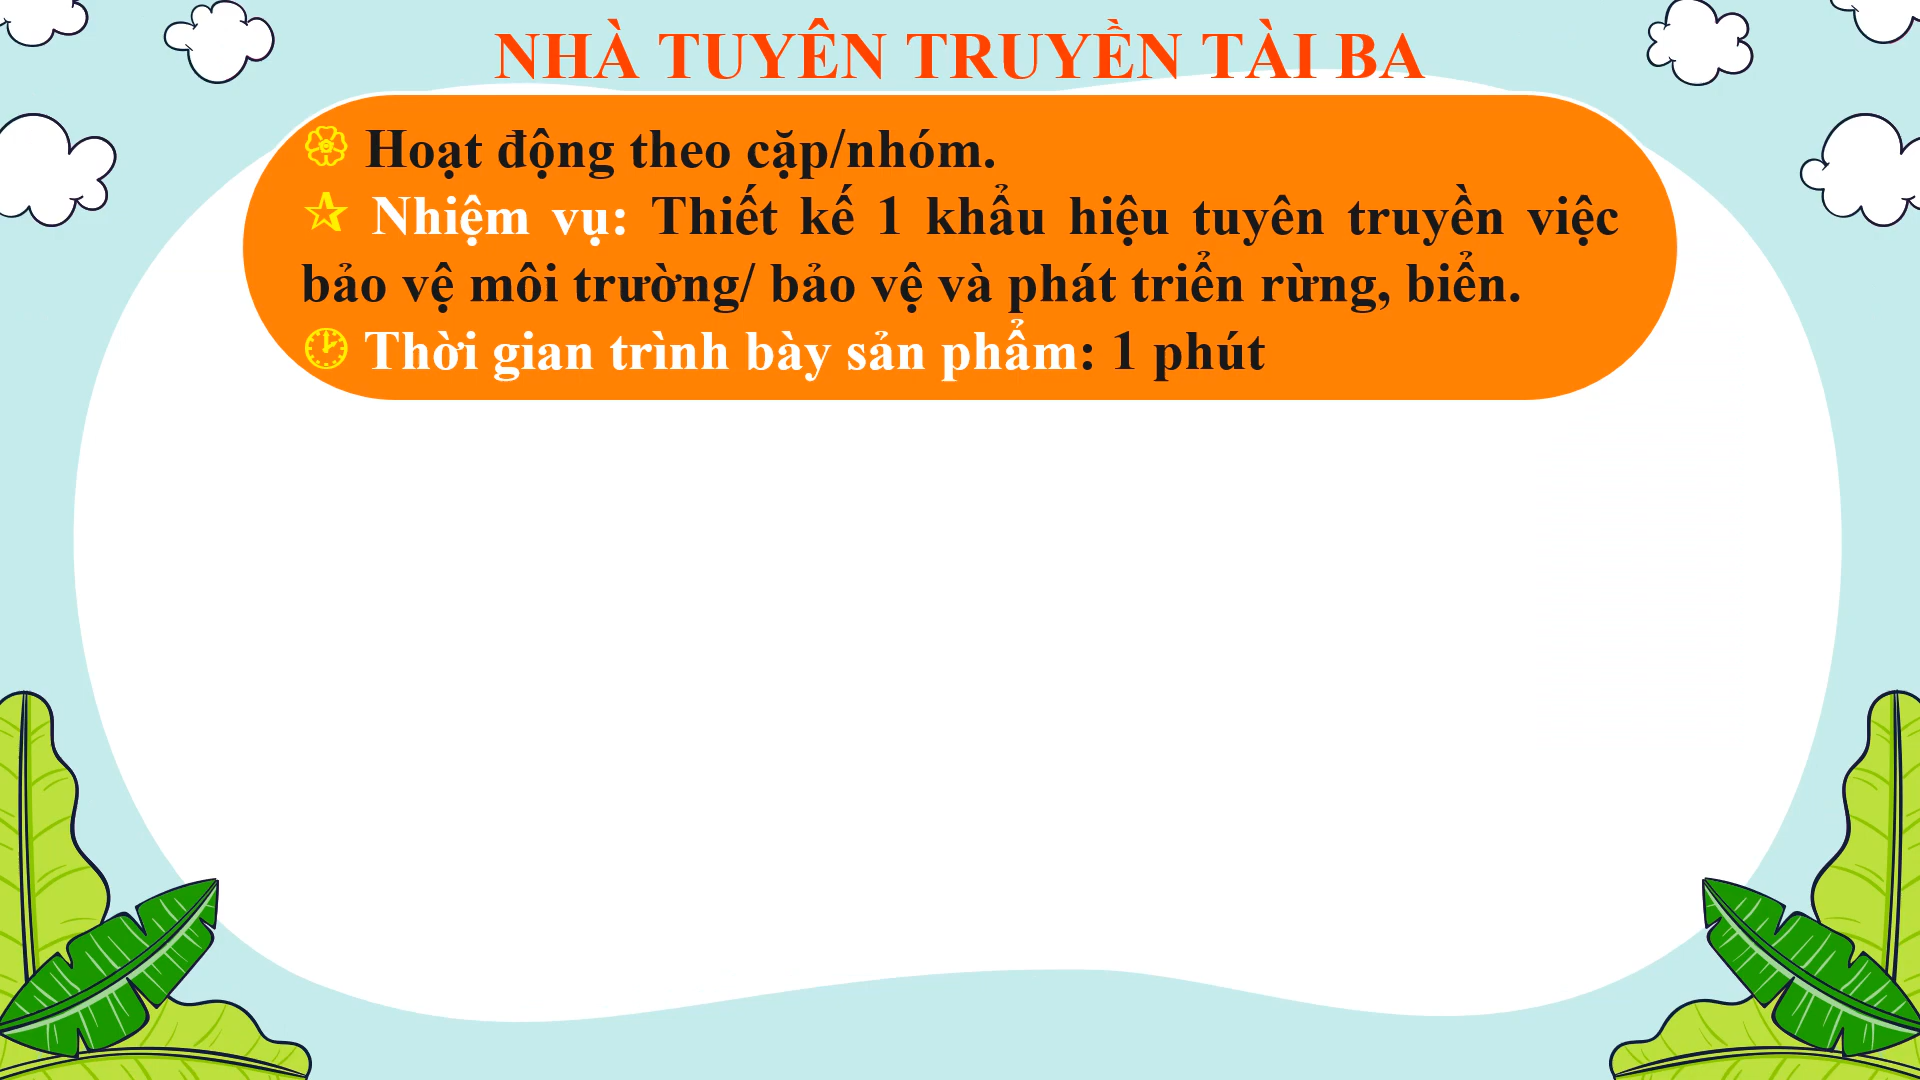 NHÀ TUYÊN TRUYỀN TÀI BA
Hoạt động theo cặp/nhóm.
Nhiệm vụ: Thiết kế 1 khẩu hiệu tuyên truyền việc
bảo vệ môi trường/ bảo vệ và phát triển rừng, biển.
Thời gian trình bày sản phẩm: 1 phút